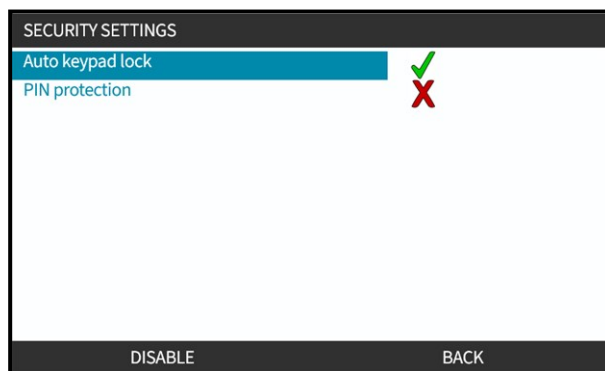 SECURITY SETTINGS
Auto keypad lock
PIN protection
DISABLE BACK